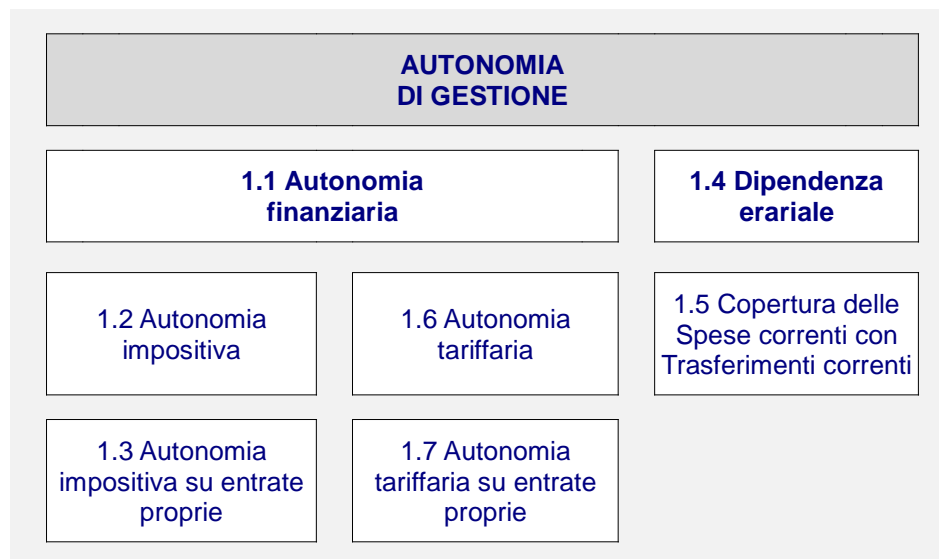 AUTONOMIA
DI GESTIONE
1.1 Autonomia
finanziaria
1.4 Dipendenza
erariale
1.2 Autonomia
impositiva
1.6 Autonomia
tariffaria
1.5 Copertura delle
Spese correnti con
Trasferimenti correnti
1.3 Autonomia
impositiva su entrate
proprie
1.7 Autonomia
tariffaria su entrate
proprie